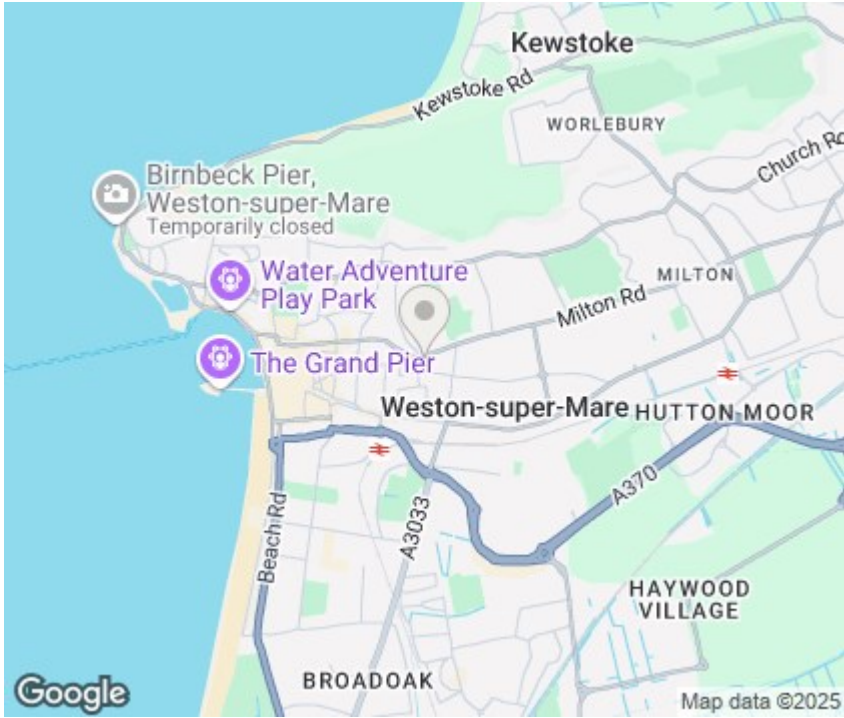 Kewstoke
Kewstoke Rd
WORLEBURY
Church Rd
Birnbeck Pier,
Weston-super-Mare
Temporarily closed
Water Adventure
Play Park
MILTON
Milton Rd
The Grand Pier
Weston-super-Mare
HUTTON MOOR
A370
A3033
Beach Rd
HAYWOOD
VILLAGE
BROADOAK
Google
Map data ©2025